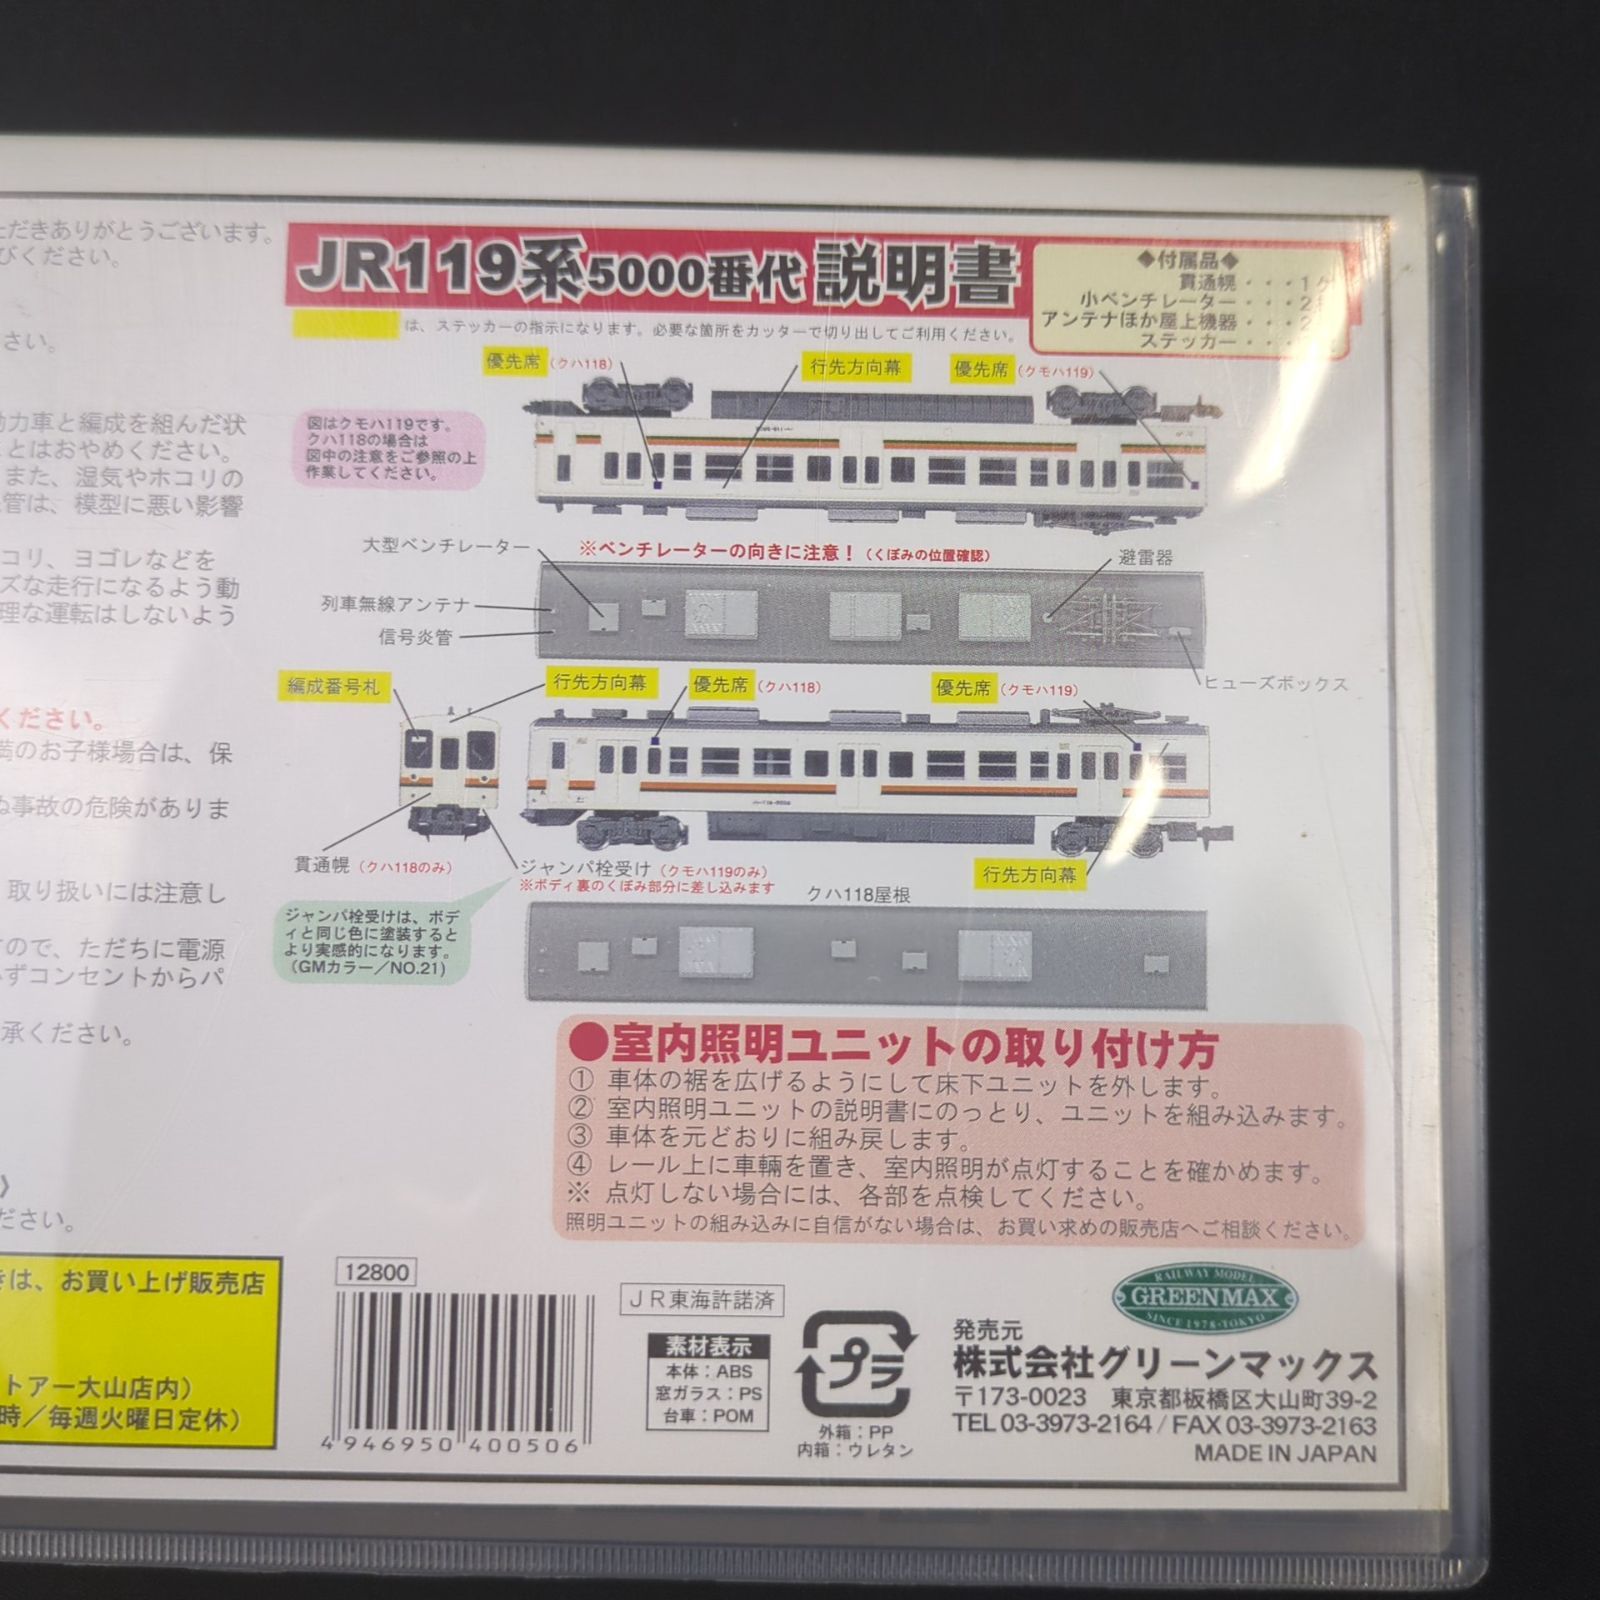 ただきありがとうございます。
びください。
さい。
動力車と編成を組んだ状
ことはおやめください。
また、湿気やホコリの
管は、模型に悪い影響
コリ、ヨゴレなどを
ズな走行になるよう動
理な運転はしないよう
ください。
満のお子様場合は、保
ぬ事故の危険がありま
取り扱いには注意し
ので、ただちに電源
ずコンセントからパ
承ください。
ださい。
きは、お買い上げ販売店
トアー大山店内）
時／毎週火曜日定休）
JR119系5000番代 説明書
◆付属品◆
貫通幌・・・1
小ベンチレーター・・・2
アンテナほか屋上機器・・・2
ステッカー・・・
は、ステッカーの指示になります。必要な箇所をカッターで切り出してご利用ください。
優先席（クハ118）
行先方向幕
優先席（クモハ119）
図はクモハ119です。
クハ118の場合は
図中の注意をご参照の上
作業してください。
大型ベンチレーター
※ベンチレーターの向きに注意！（くぼみの位置確認）
避雷器
列車無線アンテナ
信号炎管
ヒューズボックス
編成番号札
行先方向幕
優先席（クハ118）
優先席（クモハ119）
貫通幌（クハ118のみ）
ジャンパ栓受け（クモハ119のみ）
※ボディ裏のくぼみ部分に差し込みます
行先方向幕
クハ118屋根
ジャンパ栓受けは、ボデ
ィと同じ色に塗装すると
より実感的になります。
（GMカラー／NO.21）
●室内照明ユニットの取り付け方
① 車体の裾を広げるようにして床下ユニットを外します。
② 室内照明ユニットの説明書にのっとり、ユニットを組み込みます。
③ 車体を元どおりに組み戻します。
④ レール上に車輛を置き、室内照明が点灯することを確かめます。
※ 点灯しない場合には、各部を点検してください。
照明ユニットの組み込みに自信がない場合は、お買い求めの販売店へご相談ください。
12800
4 946950 400506
ＪＲ東海許諾済
素材表示
本体：ABS
窓ガラス：PS
台車：POM
プラ
外箱：PP
内箱：ウレタン
RAILWAY MODEL
GREENMAX
SINCE 1978・TOKYO
発売元
株式会社グリーンマックス
〒173-0023 東京都板橋区大山町39-2
TEL 03-3973-2164 / FAX 03-3973-2163
MADE IN JAPAN